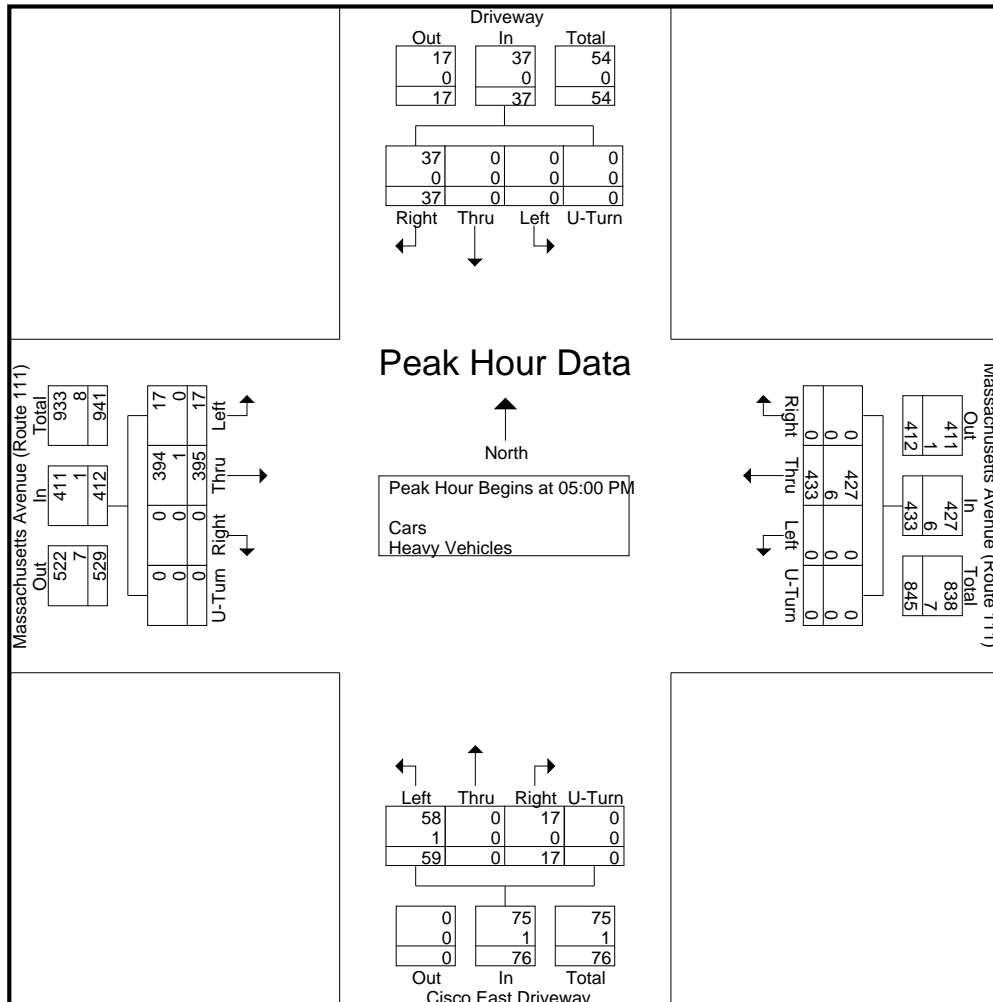 Driveway
Out In Total
17 37 54
0 0 0
17 37 54
37 0 0 0
0 0 0 0
37 0 0 0
Right Thru Left U-Turn
Peak Hour Data
North
Peak Hour Begins at 05:00 PM
Cars
Heavy Vehicles
Massachusetts Avenue (Route 111)
Out In Total
522 411 933
7 1 8
529 412 941
0 0 394 17
0 0 1 0
0 0 395 17
U-Turn Right Thru Left
Massachusetts Avenue (Route 111)
Out In Total
411 427 838
1 6 7
412 433 845
0 427 0 0
0 6 0 0
0 433 0 0
Right Thru Left U-Turn
Left Thru Right U-Turn
58 0 17 0
1 0 0 0
59 0 17 0
0 75 75
0 1 1
0 76 76
Out In Total
Cisco East Driveway